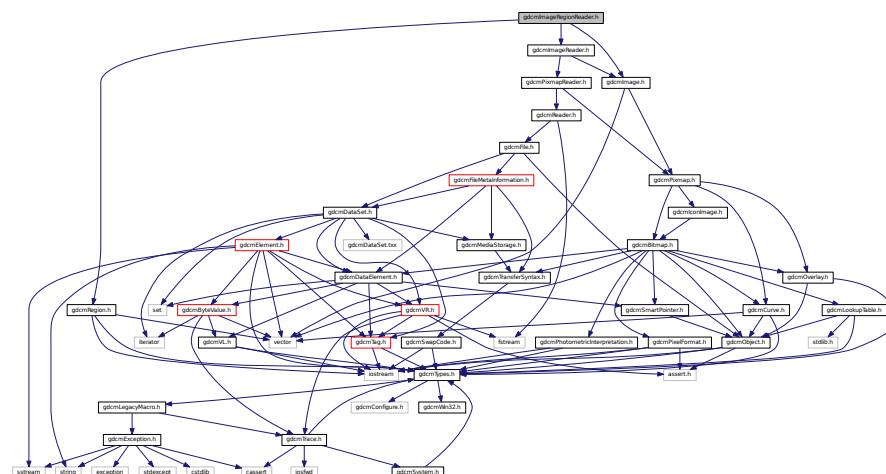 gdcmImageRegionReader.h
gdcmImageReader.h
gdcmPixmapReader.h
gdcmImage.h
gdcmReader.h
gdcmFile.h
gdcmFileMetaInformation.h
gdcmPixmap.h
gdcmDataSet.h
gdcmIconImage.h
gdcmElement.h
gdcmDataSet.txx
gdcmMediaStorage.h
gdcmBitmap.h
gdcmDataElement.h
gdcmTransferSyntax.h
gdcmOverlay.h
gdcmRegion.h
set
gdcmByteValue.h
gdcmVR.h
gdcmSmartPointer.h
gdcmCurve.h
gdcmLookupTable.h
iterator
gdcmVL.h
vector
gdcmTag.h
gdcmSwapCode.h
fstream
gdcmPhotometricInterpretation.h
gdcmPixelFormat.h
gdcmObject.h
stdlib.h
iostream
gdcmTypes.h
assert.h
gdcmLegacyMacro.h
gdcmConfigure.h
gdcmWin32.h
gdcmException.h
gdcmTrace.h
sstream
string
exception
stdexcept
cstdlib
cassert
iosfwd
gdcmSystem.h